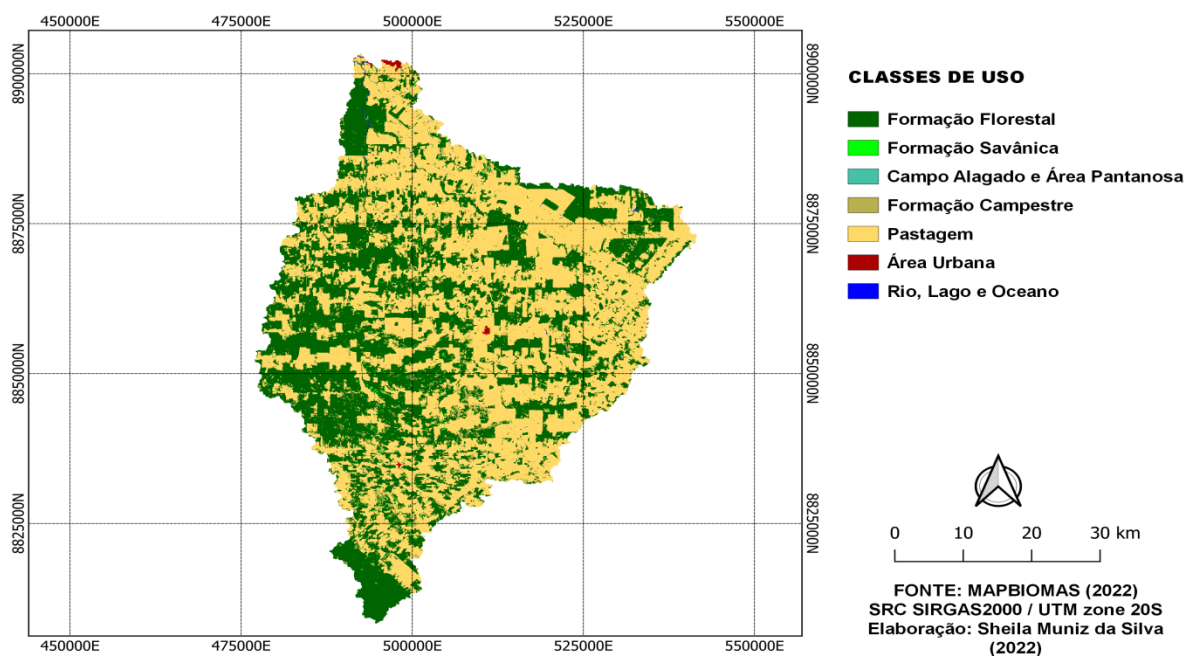 450000E 475000E 500000E 525000E 550000E
8900000N 8900000N
8875000N 8875000N
8850000N 8850000N
8825000N 8825000N
450000E 475000E 500000E 525000E 550000E
CLASSES DE USO
Formação Florestal
Formação Savânica
Campo Alagado e Área Pantanosa
Formação Campestre
Pastagem
Área Urbana
Rio, Lago e Oceano
0 10 20 30 km
FONTE: MAPBIOMAS (2022)
SRC SIRGAS2000 / UTM zone 20S
Elaboração: Sheila Muniz da Silva
(2022)